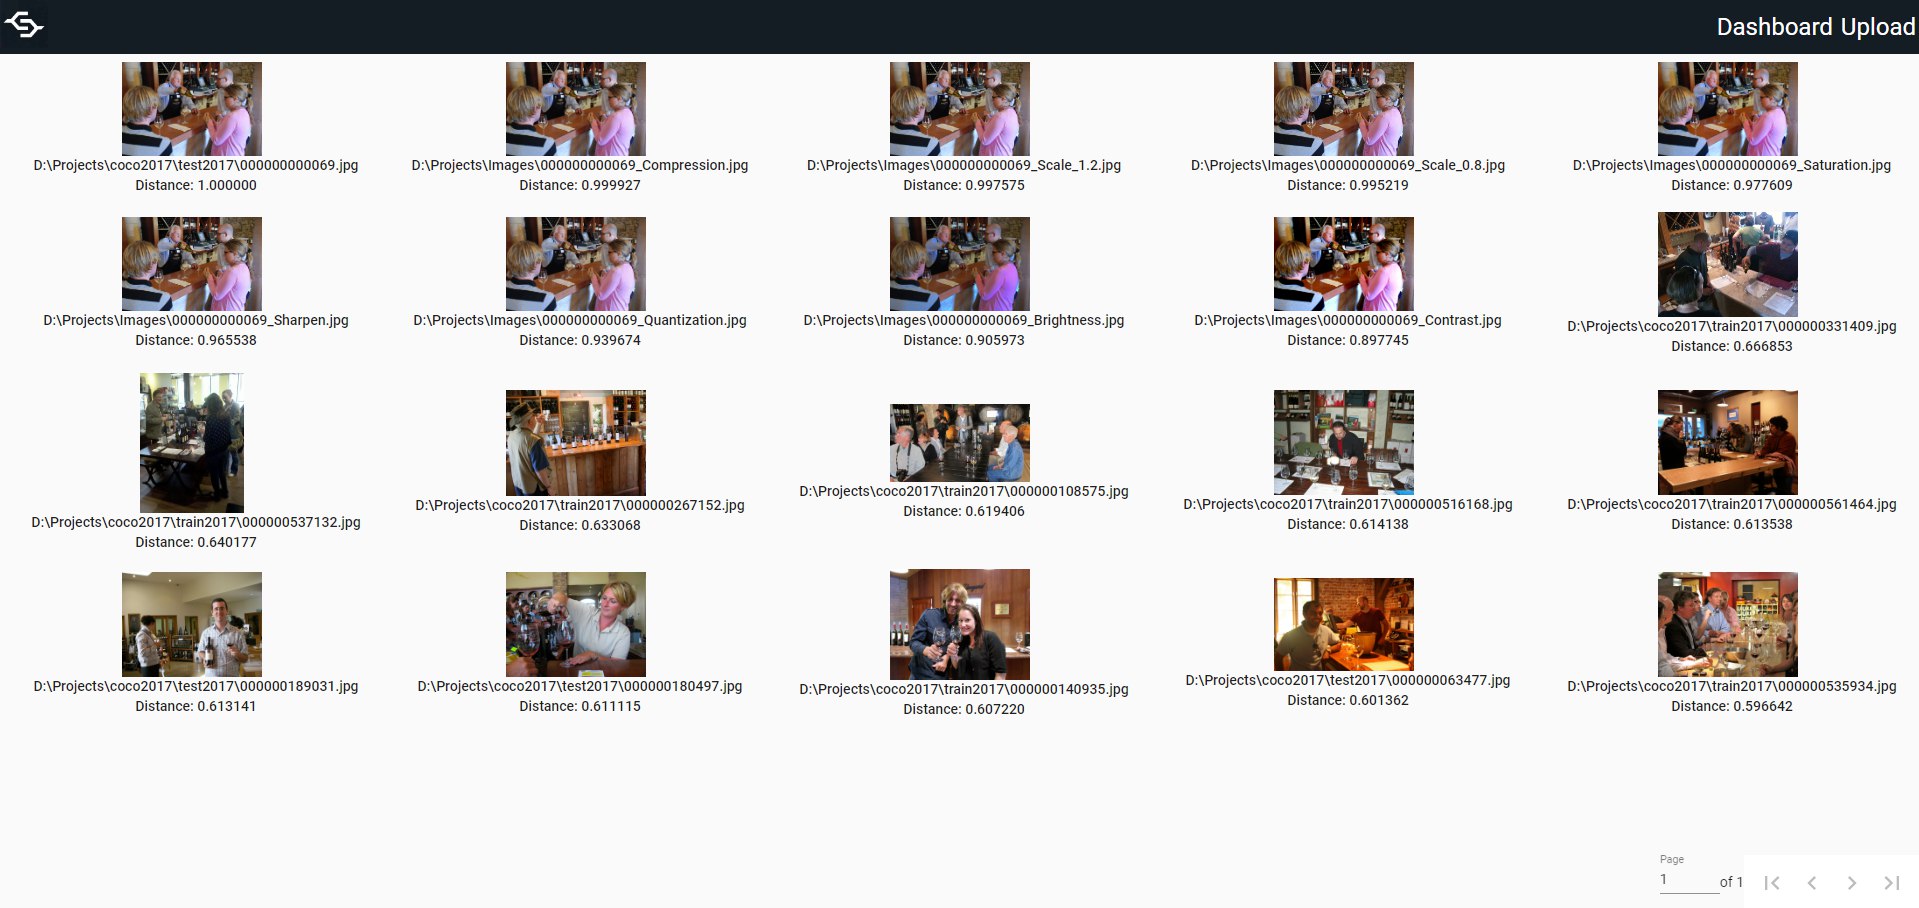 Dashboard Upload
D:\Projects\coco2017\test2017\000000000069.jpg
Distance: 1.000000
D:\Projects\Images\000000000069_Compression.jpg
Distance: 0.999927
D:\Projects\Images\000000000069_Scale_1.2.jpg
Distance: 0.997575
D:\Projects\Images\000000000069_Scale_0.8.jpg
Distance: 0.995219
D:\Projects\Images\000000000069_Saturation.jpg
Distance: 0.977609
D:\Projects\Images\000000000069_Sharpen.jpg
Distance: 0.965538
D:\Projects\Images\000000000069_Quantization.jpg
Distance: 0.939674
D:\Projects\Images\000000000069_Brightness.jpg
Distance: 0.905973
D:\Projects\Images\000000000069_Contrast.jpg
Distance: 0.897745
D:\Projects\coco2017\train2017\000000331409.jpg
Distance: 0.666853
D:\Projects\coco2017\train2017\000000537132.jpg
Distance: 0.640177
D:\Projects\coco2017\train2017\000000267152.jpg
Distance: 0.633068
D:\Projects\coco2017\train2017\000000108575.jpg
Distance: 0.619406
D:\Projects\coco2017\train2017\000000516168.jpg
Distance: 0.614138
D:\Projects\coco2017\train2017\000000561464.jpg
Distance: 0.613538
D:\Projects\coco2017\test2017\000000189031.jpg
Distance: 0.613141
D:\Projects\coco2017\test2017\000000180497.jpg
Distance: 0.611115
D:\Projects\coco2017\train2017\000000140935.jpg
Distance: 0.607220
D:\Projects\coco2017\test2017\000000063477.jpg
Distance: 0.601362
D:\Projects\coco2017\train2017\000000535934.jpg
Distance: 0.596642
Page
1 of 1